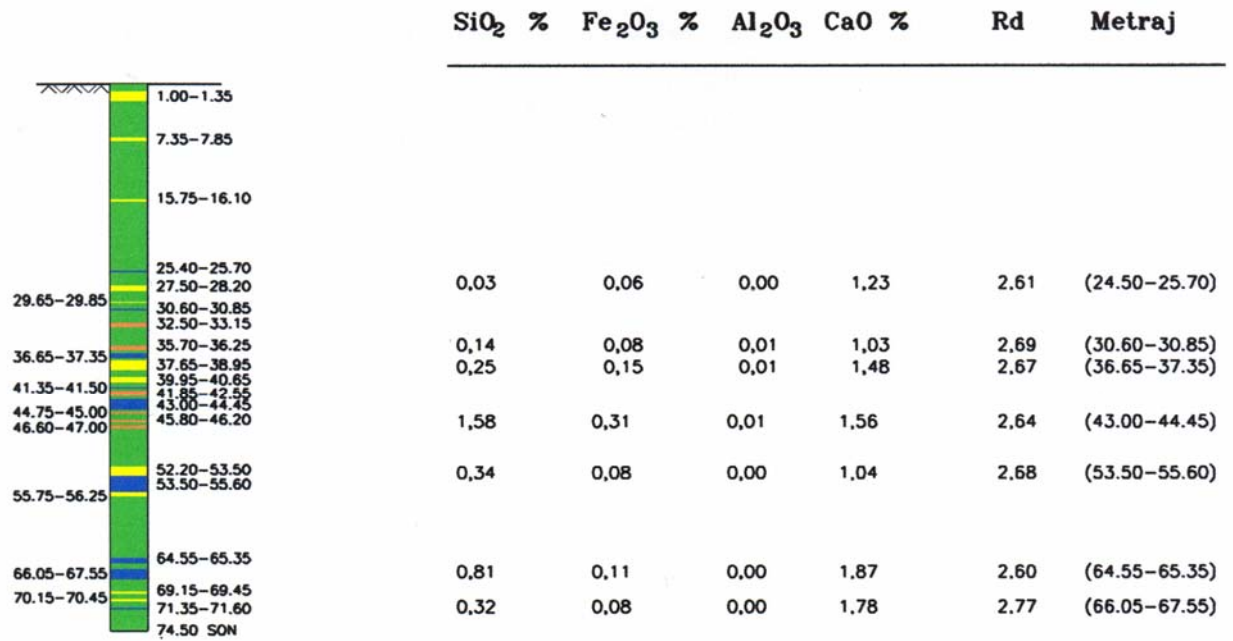 SiO₂ % Fe₂O₃ % Al₂O₃ CaO % Rd Metraj
1.00-1.35
7.35-7.85
15.75-16.10
25.40-25.70
0,03 0,06 0,00 1,23 2,61 (24.50-25.70)
27.50-28.20
29.65-29.85
30.60-30.85
32.50-33.15
35.70-36.25
0,14 0,08 0,01 1,03 2,69 (30.60-30.85)
36.65-37.35
37.65-38.95
0,25 0,15 0,01 1,48 2,67 (36.65-37.35)
39.95-40.65
41.35-41.50
41.85-42.55
43.00-44.45
44.75-45.00
45.80-46.20
1,58 0,31 0,01 1,56 2,64 (43.00-44.45)
46.60-47.00
52.20-53.50
0,34 0,08 0,00 1,04 2,68 (53.50-55.60)
53.50-55.60
55.75-56.25
64.55-65.35
66.05-67.55
0,81 0,11 0,00 1,87 2,60 (64.55-65.35)
69.15-69.45
70.15-70.45
71.35-71.60
0,32 0,08 0,00 1,78 2,77 (66.05-67.55)
74.50 SON